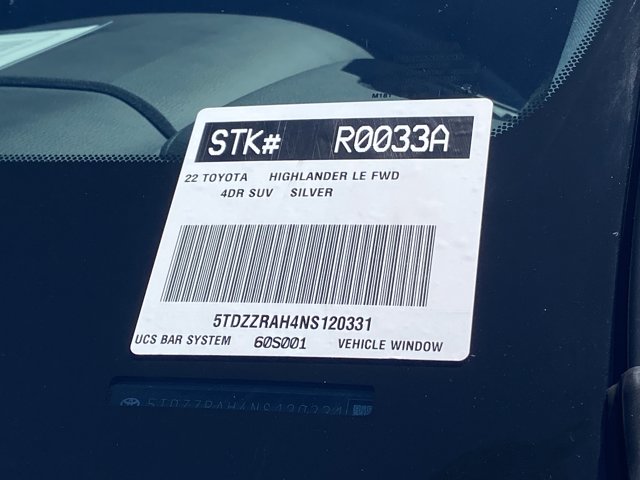 STK# R0033A
22 TOYOTA HIGHLANDER LE FWD
4DR SUV SILVER
5TDZZRAH4NS120331
UCS BAR SYSTEM 60S001 VEHICLE WINDOW